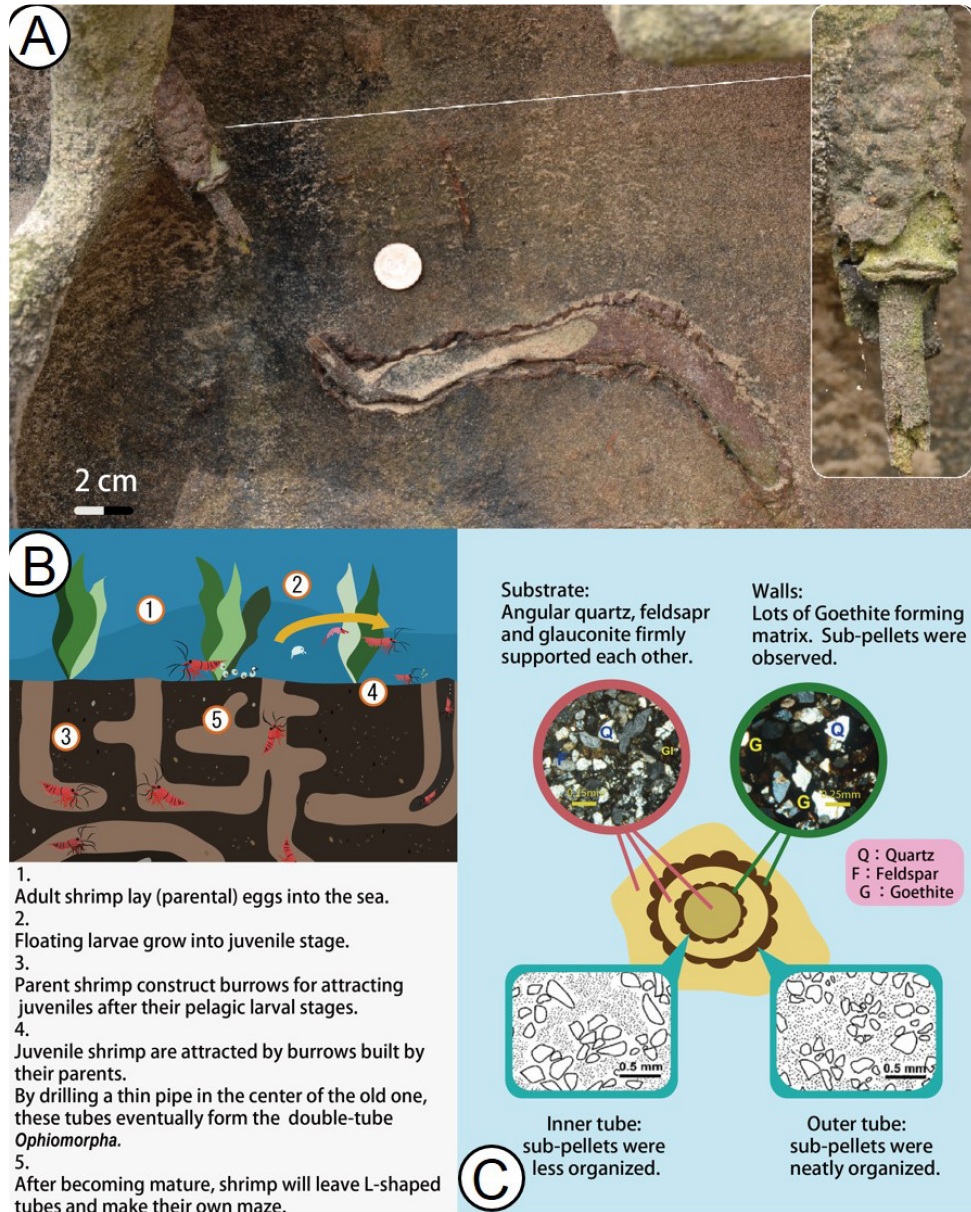 A
2 cm
B
1
2
3
4
5
1.
Adult shrimp lay (parental) eggs into the sea.
2.
Floating larvae grow into juvenile stage.
3.
Parent shrimp construct burrows for attracting
juveniles after their pelagic larval stages.
4.
Juvenile shrimp are attracted by burrows built by
their parents.
By drilling a thin pipe in the center of the old one,
these tubes eventually form the double-tube
Ophiomorpha.
5.
After becoming mature, shrimp will leave L-shaped
tubes and make their own maze.
Substrate:
Angular quartz, feldsapr
and glauconite firmly
supported each other.
Walls:
Lots of Goethite forming
matrix. Sub-pellets were
observed.
Q
Gl
F
0.25mm
G
Q
G
0.25mm
Q : Quartz
F : Feldspar
G : Goethite
0.5 mm
0.5 mm
Inner tube:
sub-pellets were
less organized.
Outer tube:
sub-pellets were
neatly organized.
C